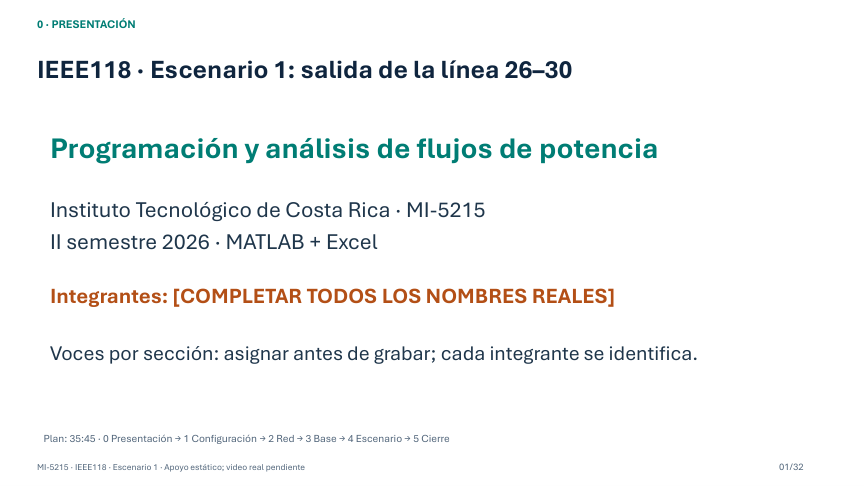 0 · PRESENTACIÓN
IEEE118 · Escenario 1: salida de la línea 26–30
Programación y análisis de flujos de potencia
Instituto Tecnológico de Costa Rica · MI-5215
II semestre 2026 · MATLAB + Excel
Integrantes: [COMPLETAR TODOS LOS NOMBRES REALES]
Voces por sección: asignar antes de grabar; cada integrante se identifica.
Plan: 35:45 · 0 Presentación → 1 Configuración → 2 Red → 3 Base → 4 Escenario → 5 Cierre
MI-5215 · IEEE118 · Escenario 1 · Apoyo estático; video real pendiente
01/32